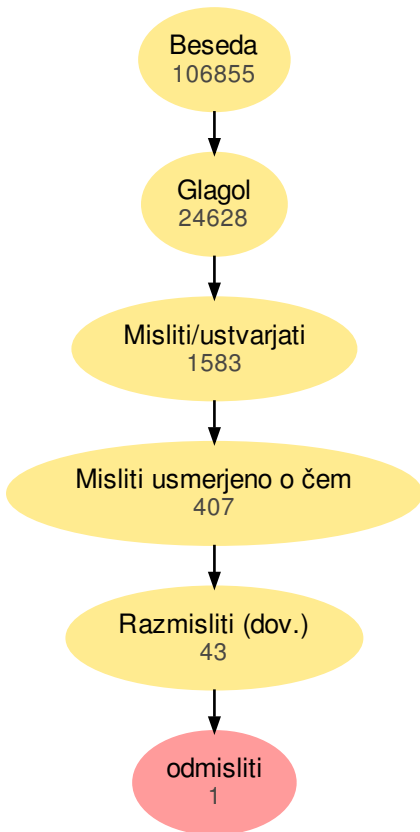 Beseda
106855
Glagol
24628
Misliti/ustvarjati
1583
Misliti usmerjeno o čem
407
Razmisliti (dov.)
43
odmisliti
1